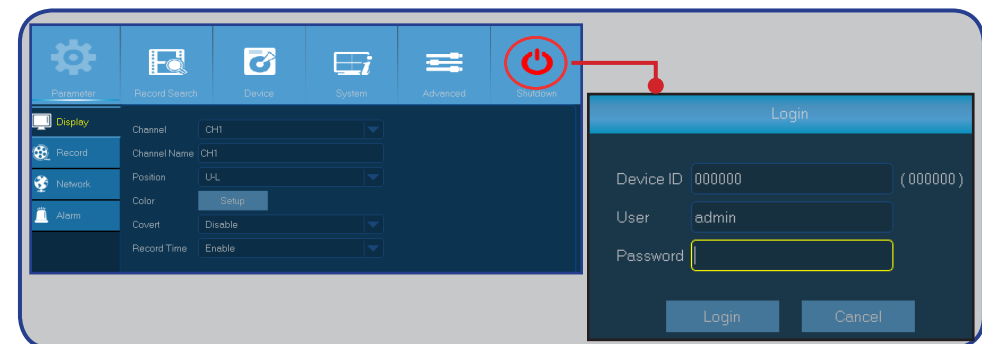 Parameter Record Search Device System Advanced Shutdown
Display
Record
Network
Alarm
Channel CH1
Channel Name CH1
Position U-L
Color Setup
Covert Disable
Record Time Enable
Login
Device ID 000000 (000000)
User admin
Password
Login Cancel